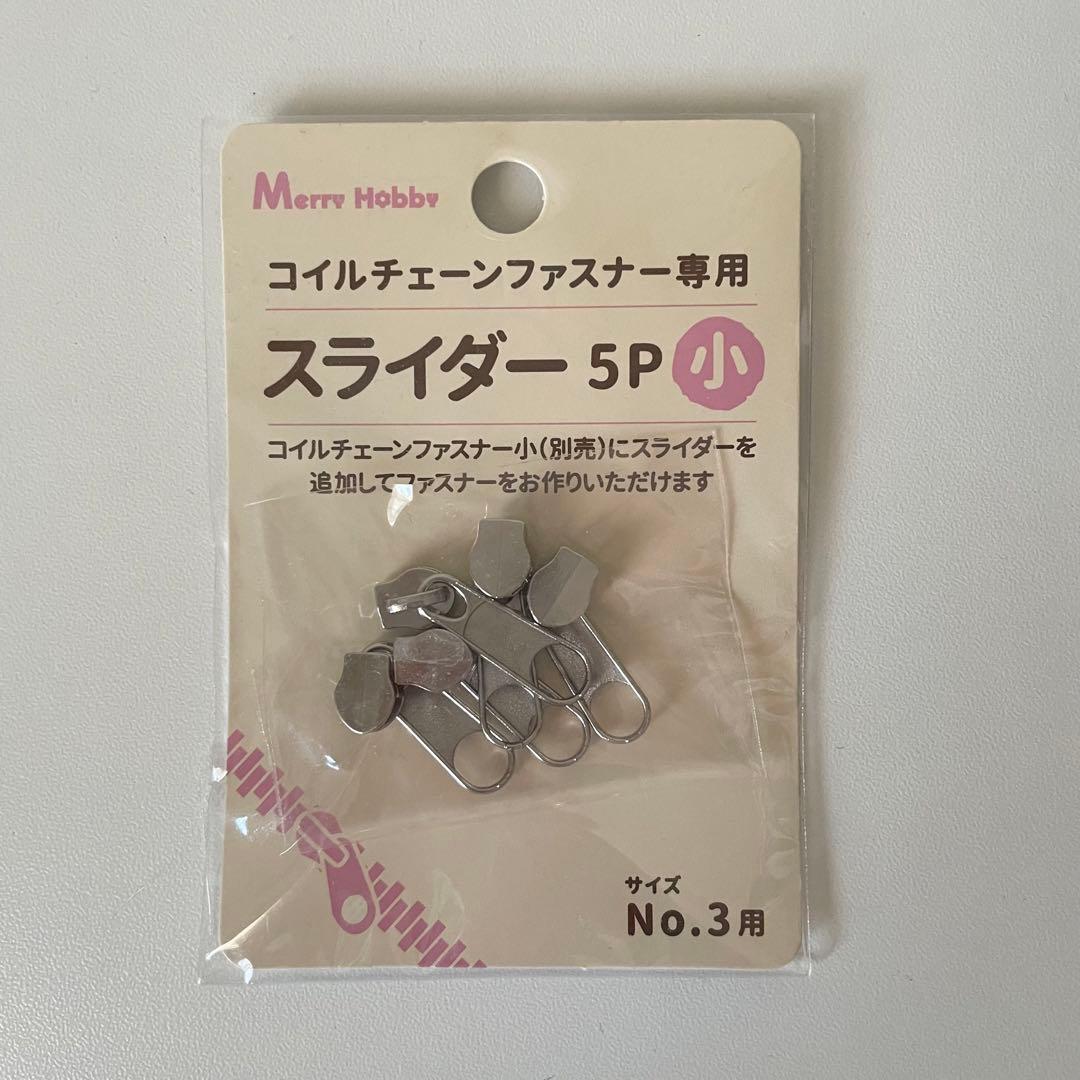 Merry Hobby
コイルチェーンファスナー専用
スライダー 5P 小
コイルチェーンファスナー小(別売)にスライダーを
追加してファスナーをお作りいただけます
サイズ
No.3用